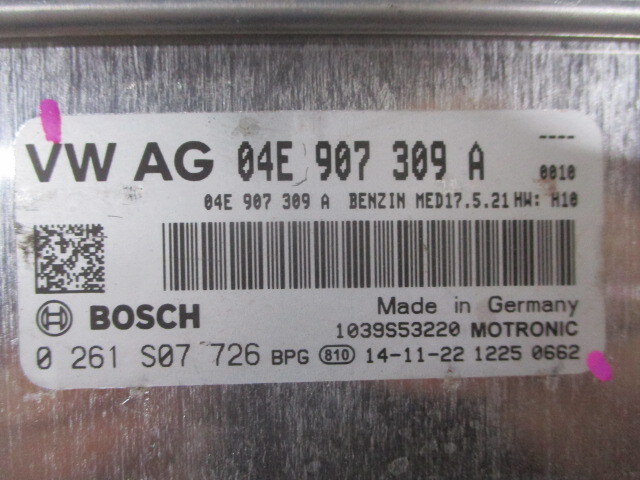 ----
VW AG 04E 907 309 A 0010
04E 907 309 A BENZIN MED17.5.21 HW: H10
BOSCH Made in Germany
1039S53220 MOTRONIC
0 261 S07 726 BPG 810 14-11-22 1225 0662